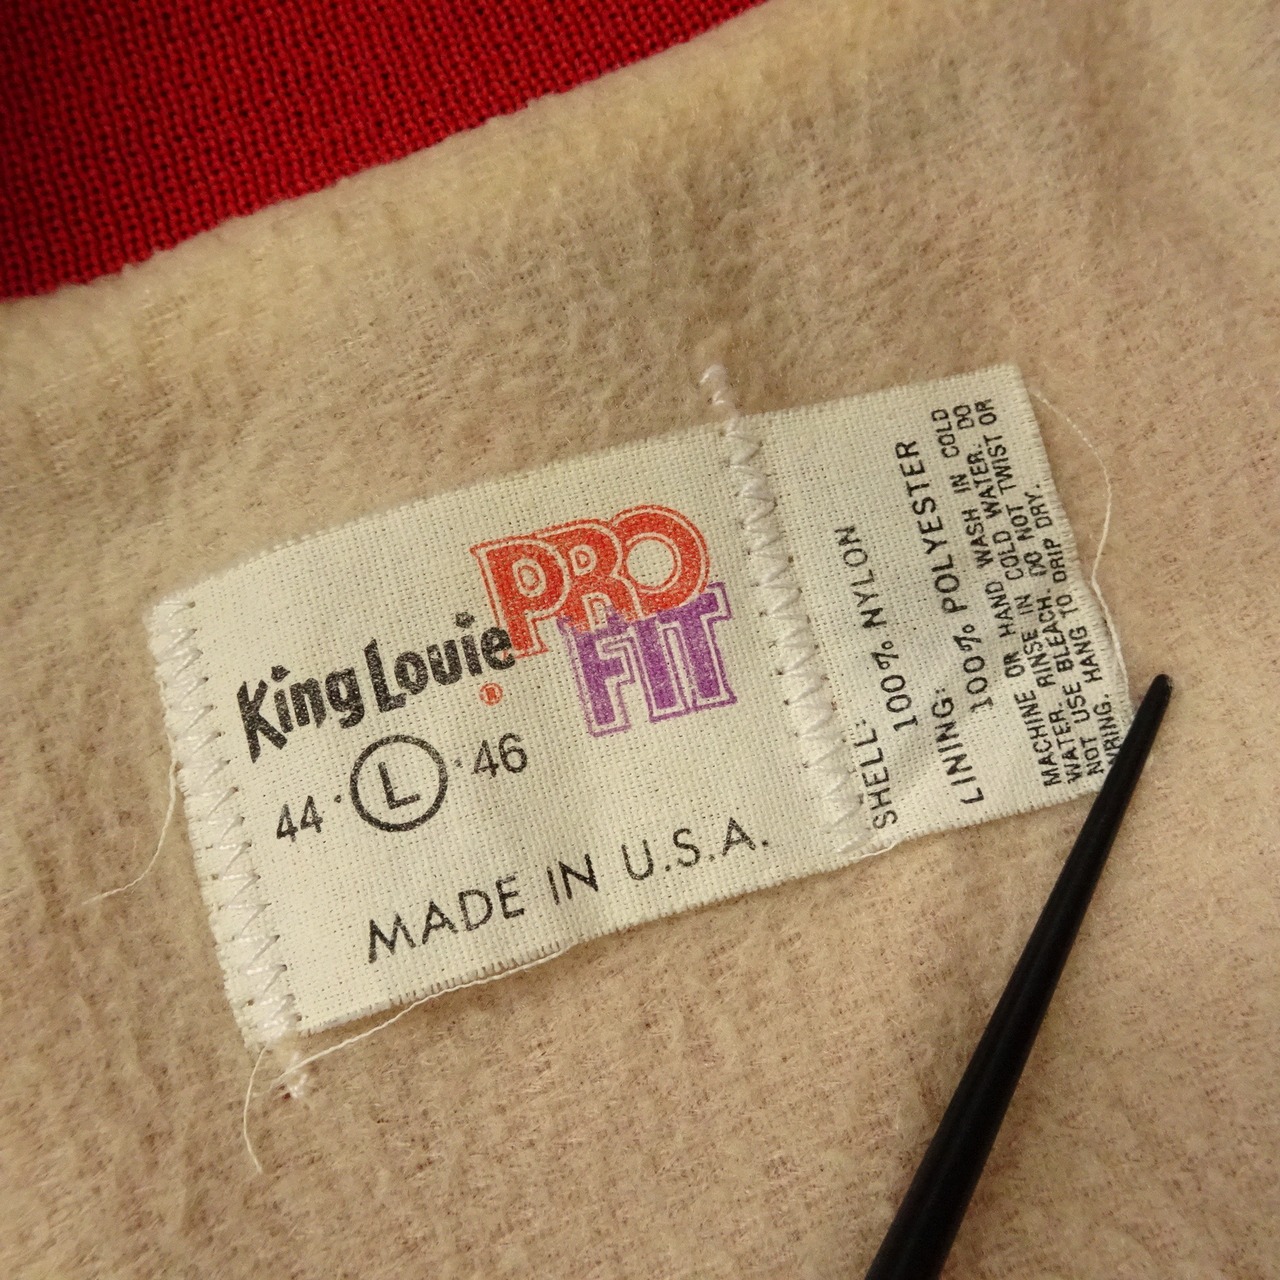 King Louie®
PRO
FIT
44·Ⓛ·46
MADE IN U.S.A.
SHELL:
100% NYLON
LINING:
100% POLYESTER
MACHINE OR HAND WASH IN COLD
WATER. RINSE IN COLD WATER. DO
NOT USE BLEACH. DO NOT TWIST OR
WRING. HANG TO DRIP DRY.